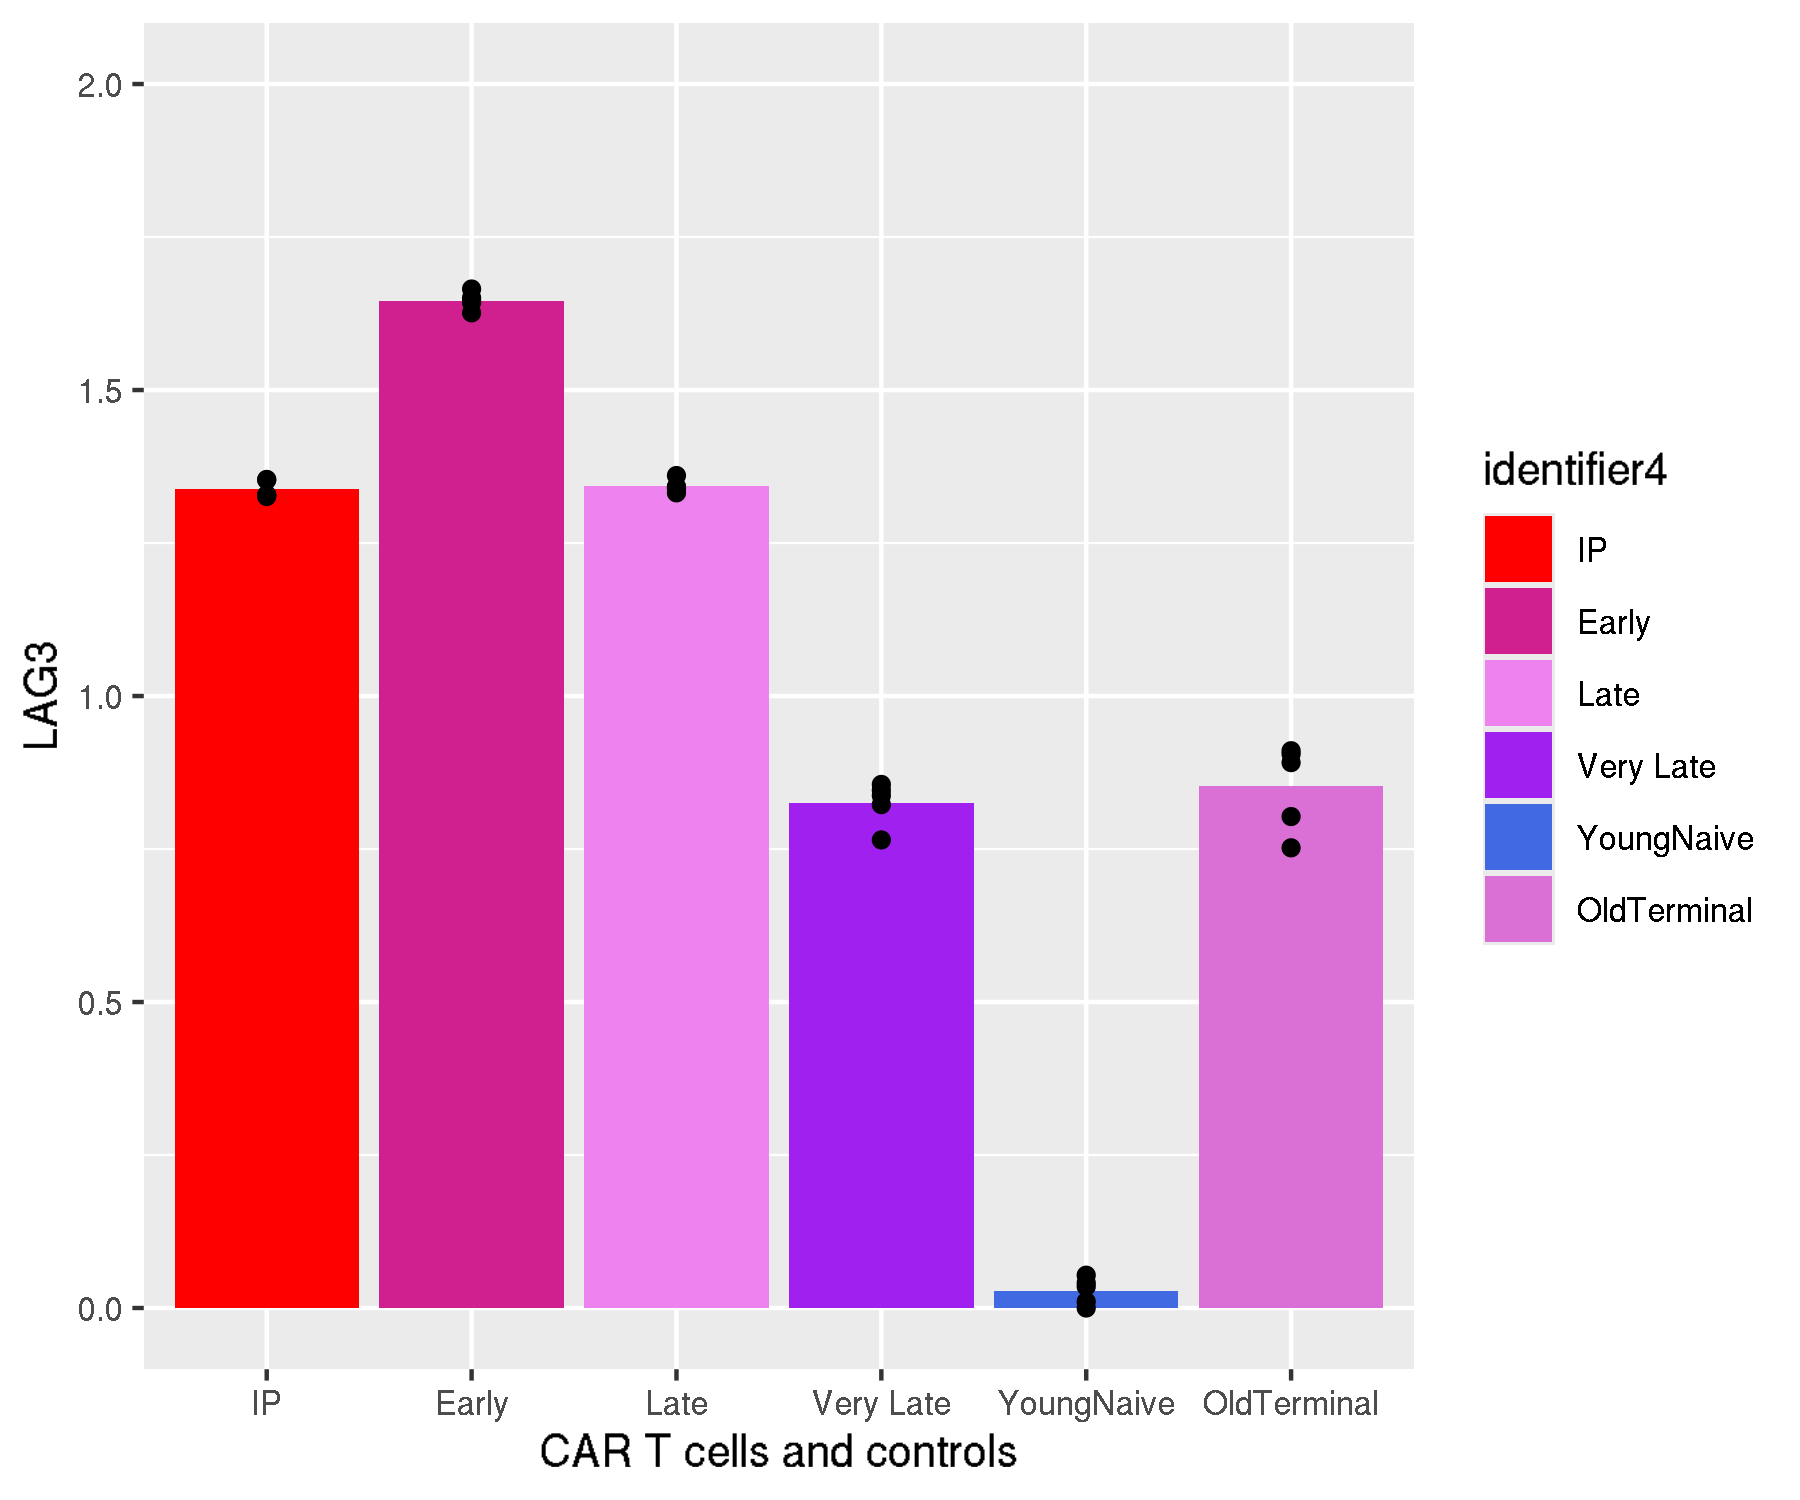 LAG3
2.0
1.5
1.0
0.5
0.0
IP Early Late Very Late YoungNaive OldTerminal
CAR T cells and controls
identifier4
IP
Early
Late
Very Late
YoungNaive
OldTerminal